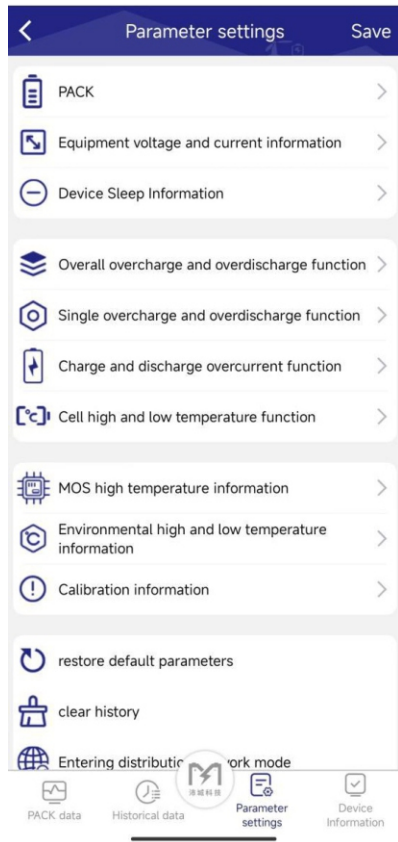 Parameter settings
Save
PACK
Equipment voltage and current information
Device Sleep Information
Overall overcharge and overdischarge function
Single overcharge and overdischarge function
Charge and discharge overcurrent function
[°c] Cell high and low temperature function
MOS high temperature information
Environmental high and low temperature
information
Calibration information
restore default parameters
clear history
Entering mode
PACK data
Historical data
Parameter
settings
Device
Information